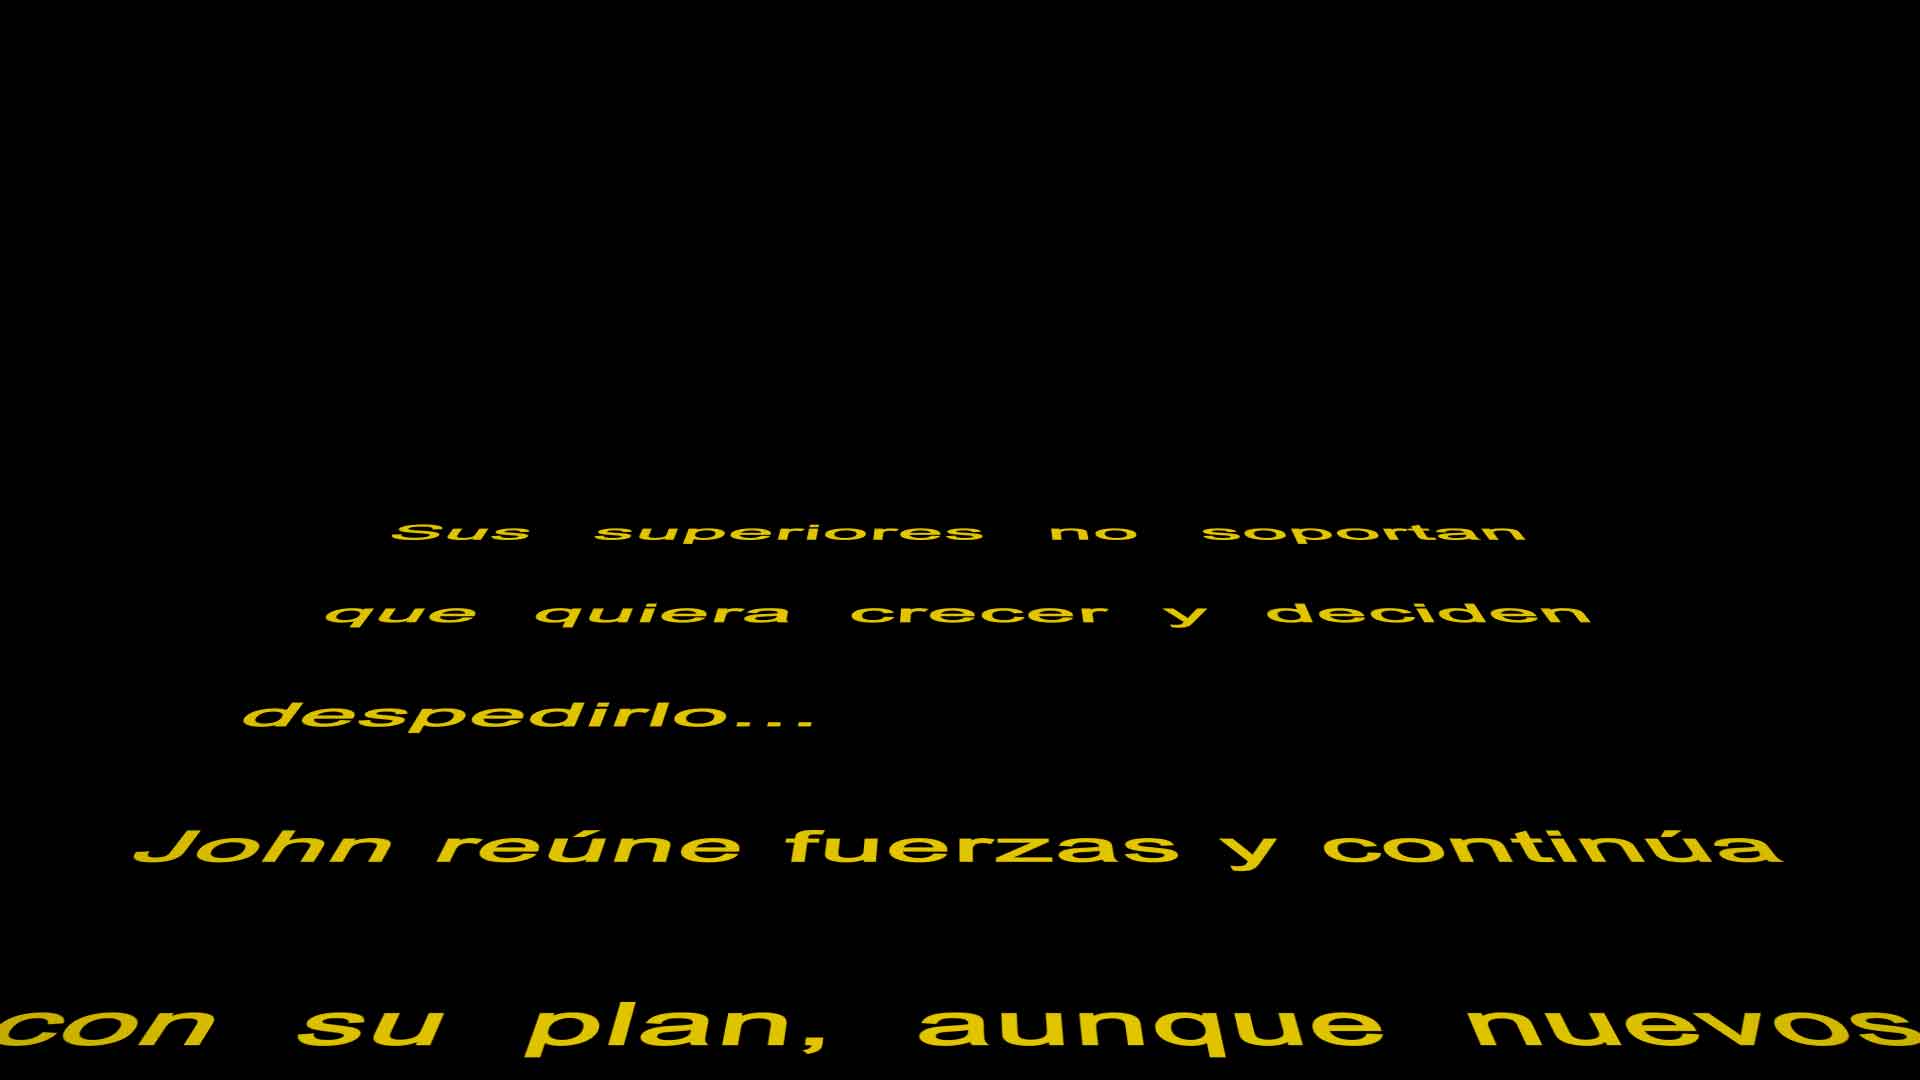 Sus superiores no soportan
que quiera crecer y deciden
despedirlo...
John reúne fuerzas y continúa
con su plan, aunque nuevos